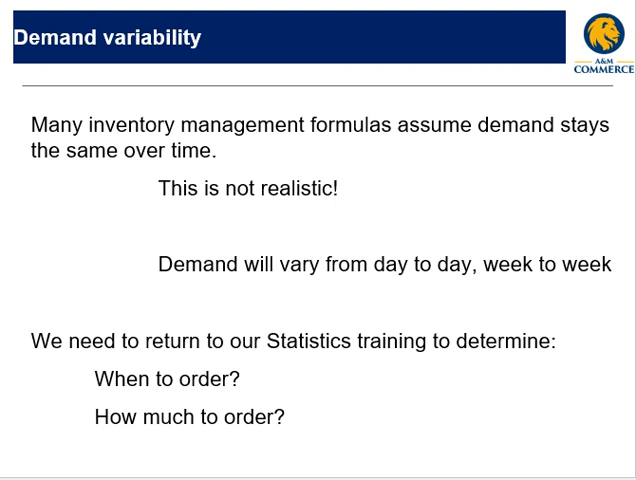 Demand variability
A&M
COMMERCE
Many inventory management formulas assume demand stays
the same over time.
This is not realistic!
Demand will vary from day to day, week to week
We need to return to our Statistics training to determine:
When to order?
How much to order?